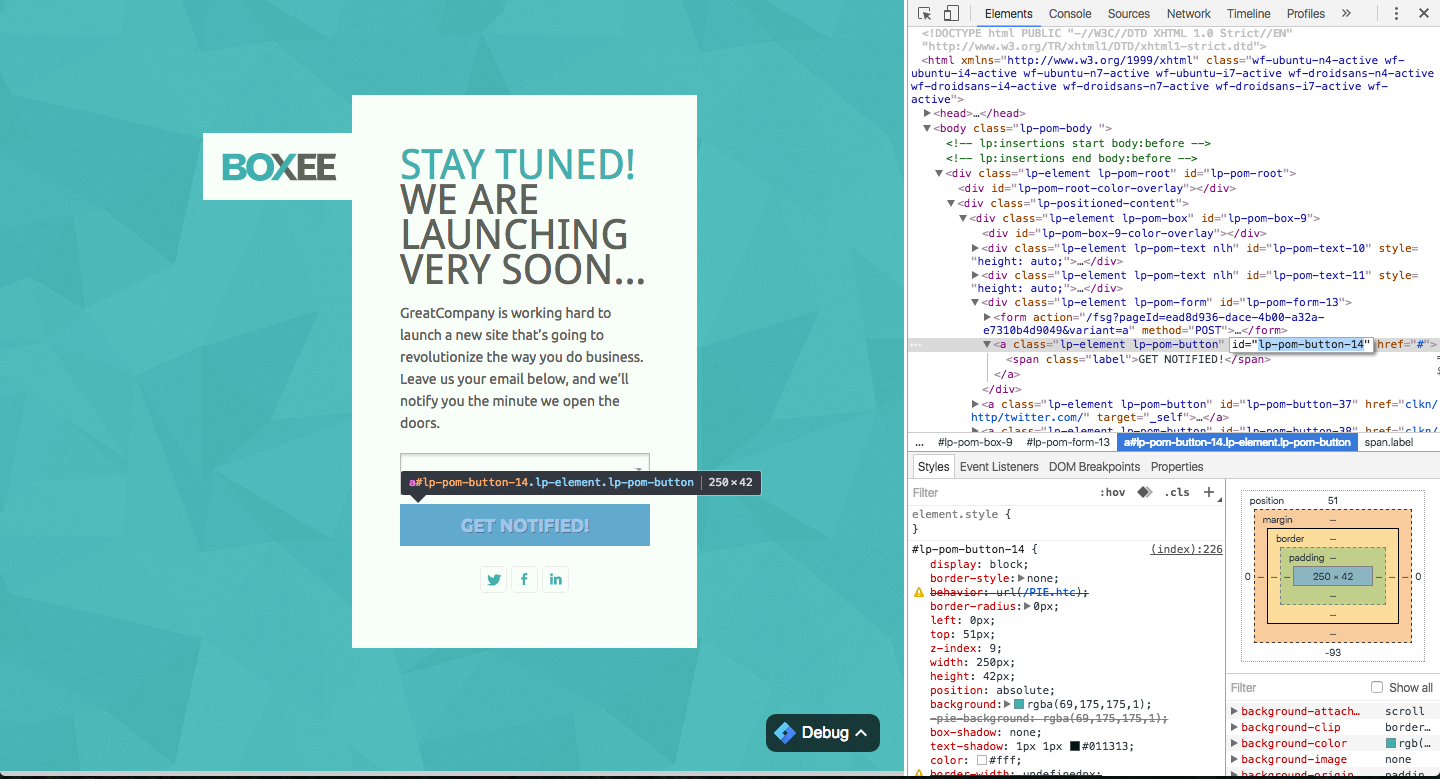 BOXEE
STAY TUNED!
WE ARE
LAUNCHING
VERY SOON...
GreatCompany is working hard to
launch a new site that's going to
revolutionize the way you do business.
Leave us your email below, and we'll
notify you the minute we open the
doors.
a#lp-pom-button-14.lp-element.lp-pom-button 250 × 42
GET NOTIFIED!
Debug
Elements Console Sources Network Timeline Profiles »
<!DOCTYPE html PUBLIC "-//W3C//DTD XHTML 1.0 Strict//EN"
"http://www.w3.org/TR/xhtml1/DTD/xhtml1-strict.dtd">
<html xmlns="http://www.w3.org/1999/xhtml" class="wf-ubuntu-n4-active wf-
ubuntu-i4-active wf-ubuntu-n7-active wf-ubuntu-i7-active wf-droidsans-n4-active
wf-droidsans-i4-active wf-droidsans-n7-active wf-droidsans-i7-active wf-
active">
▶<head>…</head>
▼<body class="lp-pom-body ">
<!-- lp:insertions start body:before -->
<!-- lp:insertions end body:before -->
▼<div class="lp-element lp-pom-root" id="lp-pom-root">
<div id="lp-pom-root-color-overlay"></div>
▼<div class="lp-positioned-content">
▼<div class="lp-element lp-pom-box" id="lp-pom-box-9">
<div id="lp-pom-box-9-color-overlay"></div>
▶<div class="lp-element lp-pom-text nlh" id="lp-pom-text-10" style=
"height: auto;">…</div>
▶<div class="lp-element lp-pom-text nlh" id="lp-pom-text-11" style=
"height: auto;">…</div>
▼<div class="lp-element lp-pom-form" id="lp-pom-form-13">
▶<form action="/fsg?pageId=ead8d936-dace-4b00-a32a-
e7310b4d9049&variant=a" method="POST">…</form>
… ▼<a class="lp-element lp-pom-button" id="lp-pom-button-14" href="#">
<span class="label">GET NOTIFIED!</span>
</a>
</div>
▶<a class="lp-element lp-pom-button" id="lp-pom-button-37" href="clkn/
http/twitter.com/" target="_self">…</a>
▶<a class="lp-element lp-pom-button" id="lp-pom-button-38" href="clkn/
... #lp-pom-box-9 #lp-pom-form-13 a#lp-pom-button-14.lp-element.lp-pom-button span.label
Styles Event Listeners DOM Breakpoints Properties
Filter :hov .cls +
element.style {
}
#lp-pom-button-14 { (index):226
display: block;
border-style:▶none;
behavior: url(/PIE.htc);
border-radius:▶0px;
left: 0px;
top: 51px;
z-index: 9;
width: 250px;
height: 42px;
position: absolute;
background:▶rgba(69,175,175,1);
-pie-background: rgba(69,175,175,1);
box-shadow: none;
text-shadow: 1px 1px #011313;
color: #fff;
border-width: undefinedpx;
position 51
margin –
border –
padding –
0 – – – 250 × 42 – – – 0
–
–
–
-93
Filter Show all
▶background-attach… scroll
▶background-clip border…
▶background-color rgb(…
▶background-image none
▶background-origin paddin…